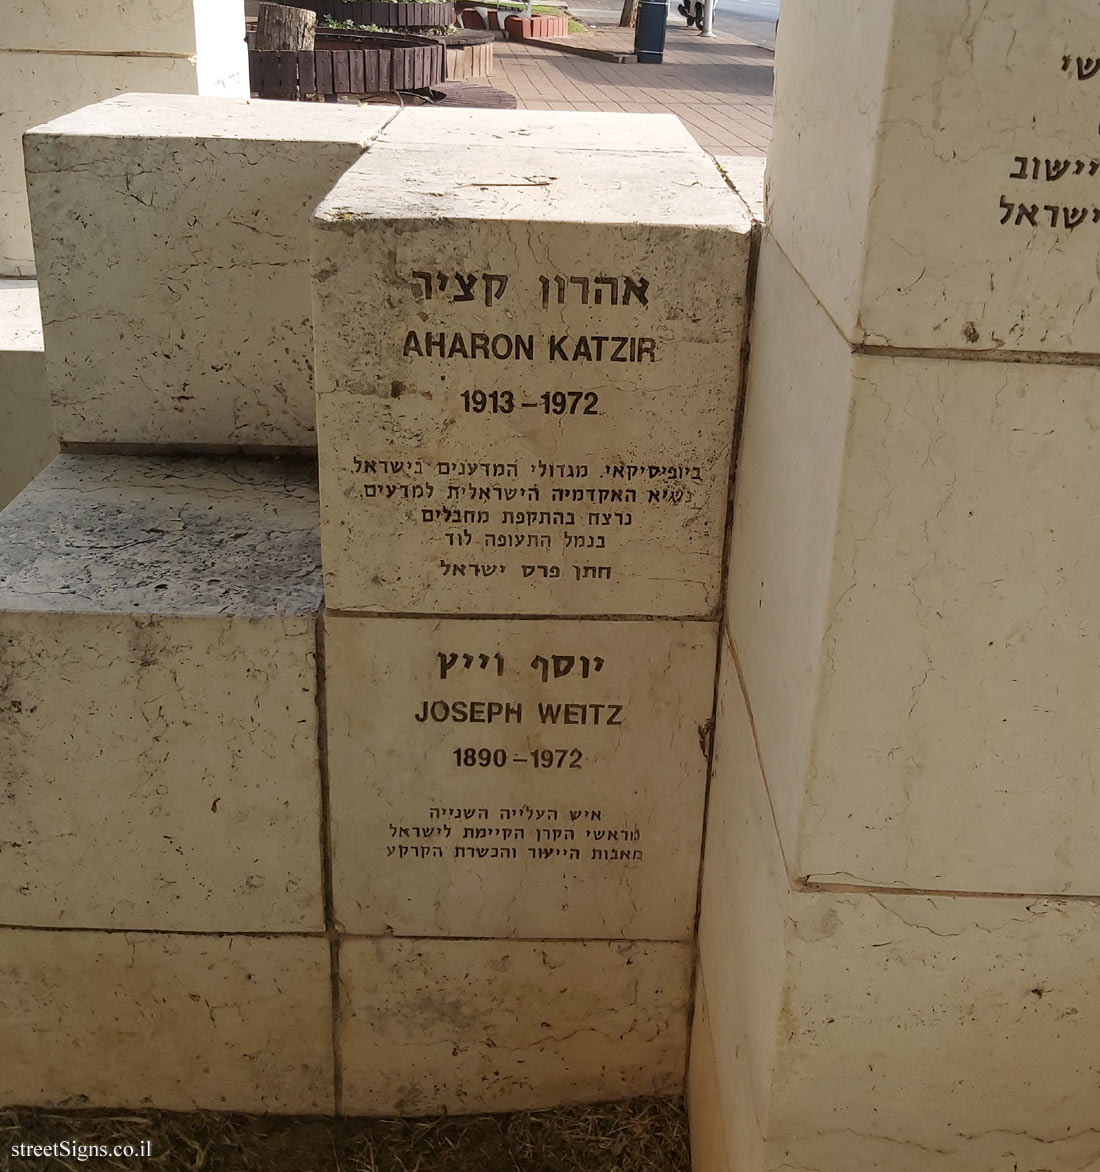 אהרון קציר
AHARON KATZIR
1913 – 1972
ביופיסיקאי. מגדולי המדענים בישראל.
נשיא האקדמיה הישראלית למדעים.
נרצח בהתקפת מחבלים
בנמל התעופה לוד
חתן פרס ישראל
יוסף וייץ
JOSEPH WEITZ
1890 – 1972
איש העלייה השנייה
מראשי הקרן הקיימת לישראל
מאבות הייעור והכשרת הקרקע
יישוב
ישראל
streetSigns.co.il